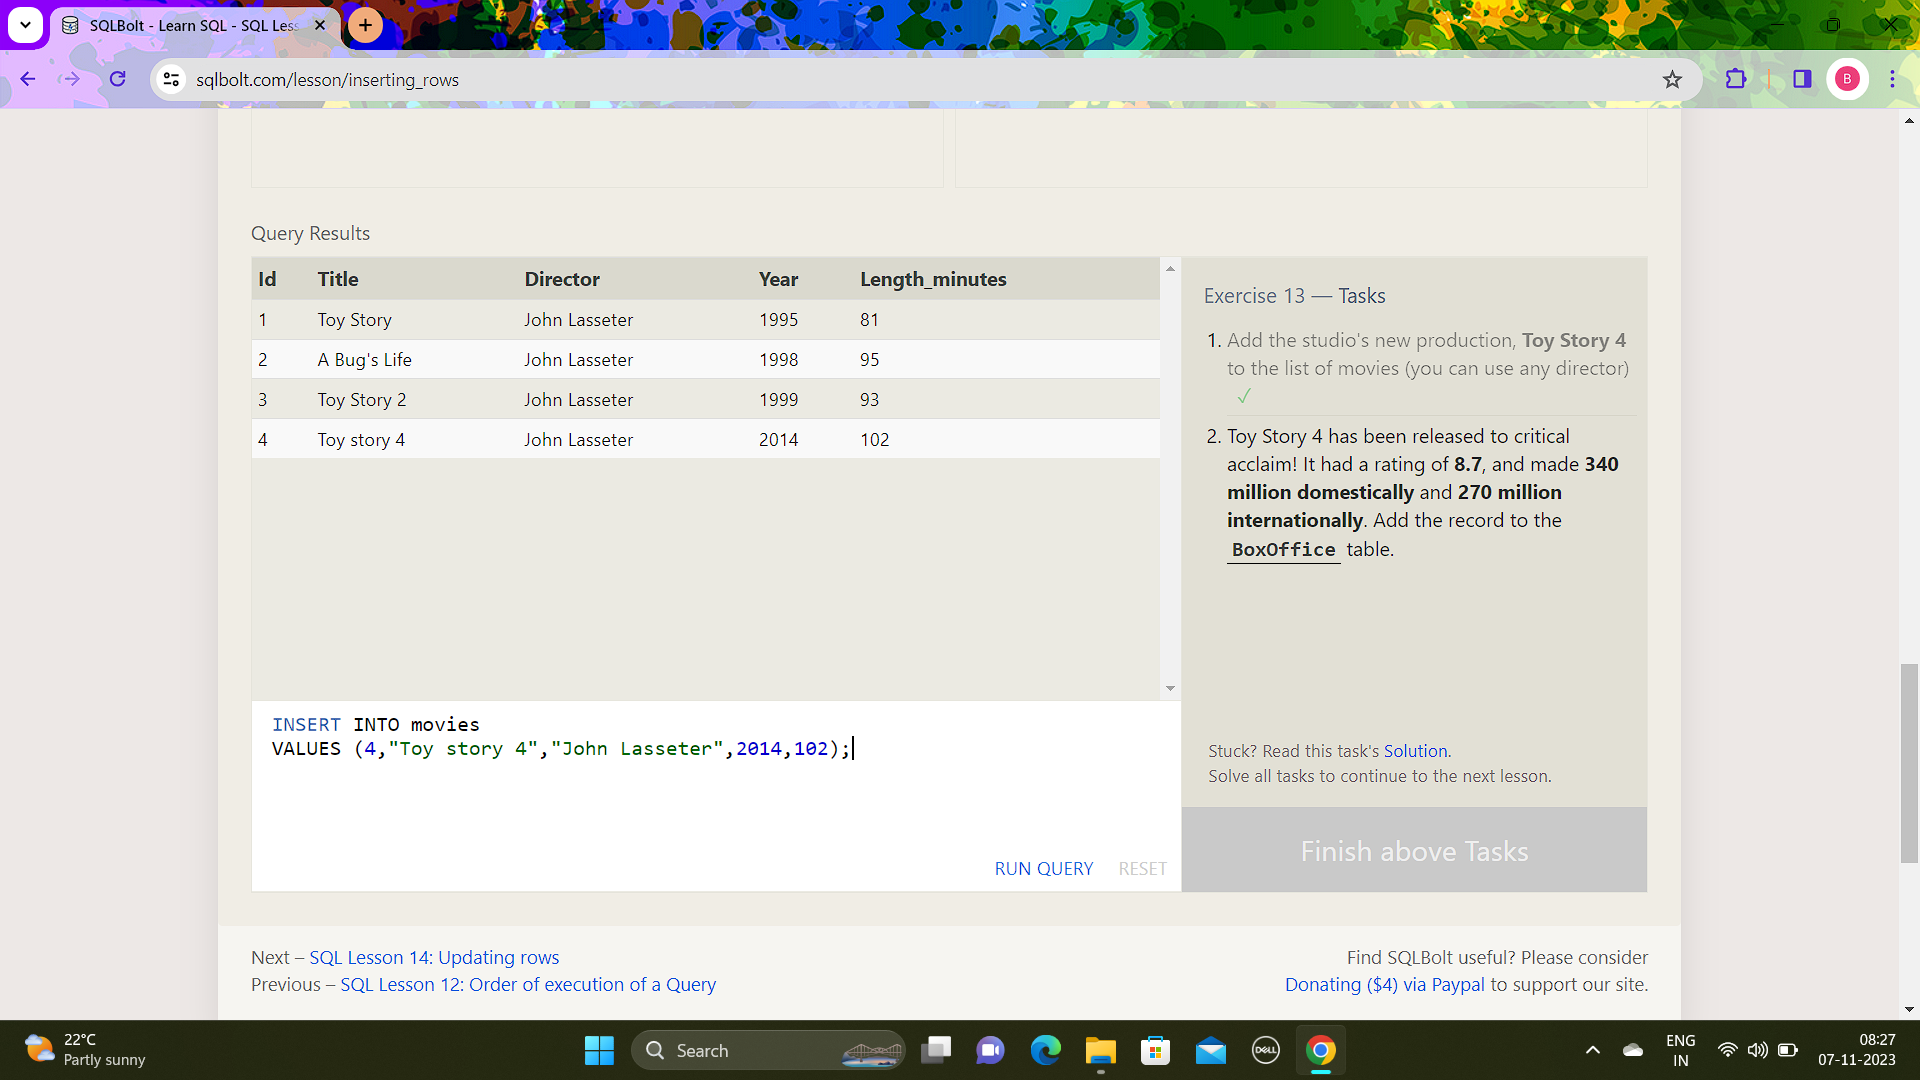 SQLBolt - Learn SQL - SQL Less
sqlbolt.com/lesson/inserting_rows
B
Query Results
Id Title Director Year Length_minutes
1 Toy Story John Lasseter 1995 81
2 A Bug's Life John Lasseter 1998 95
3 Toy Story 2 John Lasseter 1999 93
4 Toy story 4 John Lasseter 2014 102
INSERT INTO movies
VALUES (4,"Toy story 4","John Lasseter",2014,102);
RUN QUERY RESET
Exercise 13 — Tasks
1. Add the studio's new production, Toy Story 4
to the list of movies (you can use any director)
✓
2. Toy Story 4 has been released to critical
acclaim! It had a rating of 8.7, and made 340
million domestically and 270 million
internationally. Add the record to the
BoxOffice table.
Stuck? Read this task's Solution.
Solve all tasks to continue to the next lesson.
Finish above Tasks
Next – SQL Lesson 14: Updating rows
Previous – SQL Lesson 12: Order of execution of a Query
Find SQLBolt useful? Please consider
Donating ($4) via Paypal to support our site.
22°C
Partly sunny
Search
DELL
ENG
IN
08:27
07-11-2023